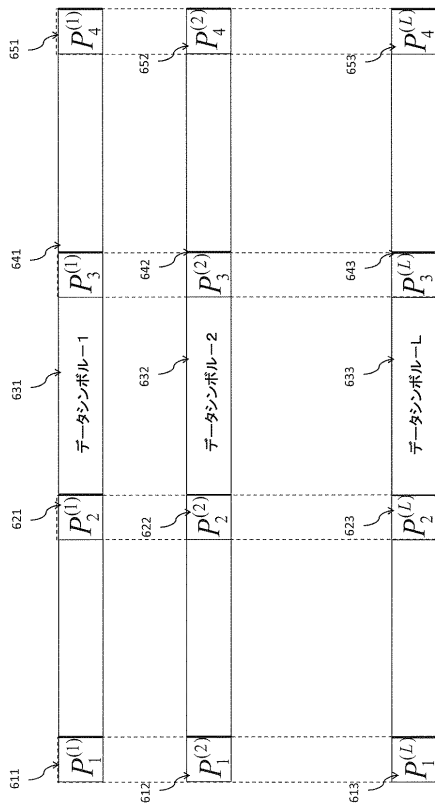 611 621 631 641 651
P_1^{(1)} P_2^{(1)} データシンボル－1 P_3^{(1)} P_4^{(1)}
612 622 632 642 652
P_1^{(2)} P_2^{(2)} データシンボル－2 P_3^{(2)} P_4^{(2)}
613 623 633 643 653
P_1^{(L)} P_2^{(L)} データシンボル－L P_3^{(L)} P_4^{(L)}